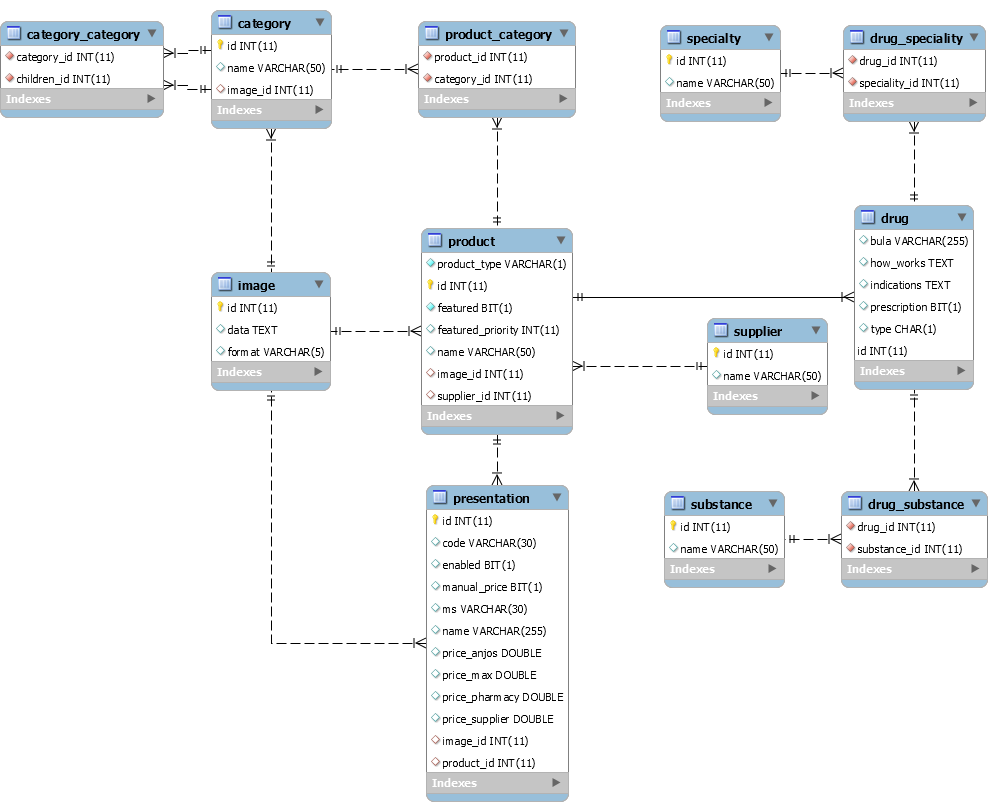 category_category
category_id INT(11)
children_id INT(11)
Indexes
category
id INT(11)
name VARCHAR(50)
image_id INT(11)
Indexes
product_category
product_id INT(11)
category_id INT(11)
Indexes
specialty
id INT(11)
name VARCHAR(50)
Indexes
drug_speciality
drug_id INT(11)
speciality_id INT(11)
Indexes
image
id INT(11)
data TEXT
format VARCHAR(5)
Indexes
product
product_type VARCHAR(1)
id INT(11)
featured BIT(1)
featured_priority INT(11)
name VARCHAR(50)
image_id INT(11)
supplier_id INT(11)
Indexes
supplier
id INT(11)
name VARCHAR(50)
Indexes
drug
bula VARCHAR(255)
how_works TEXT
indications TEXT
prescription BIT(1)
type CHAR(1)
id INT(11)
Indexes
presentation
id INT(11)
code VARCHAR(30)
enabled BIT(1)
manual_price BIT(1)
ms VARCHAR(30)
name VARCHAR(255)
price_anjos DOUBLE
price_max DOUBLE
price_pharmacy DOUBLE
price_supplier DOUBLE
image_id INT(11)
product_id INT(11)
Indexes
substance
id INT(11)
name VARCHAR(50)
Indexes
drug_substance
drug_id INT(11)
substance_id INT(11)
Indexes